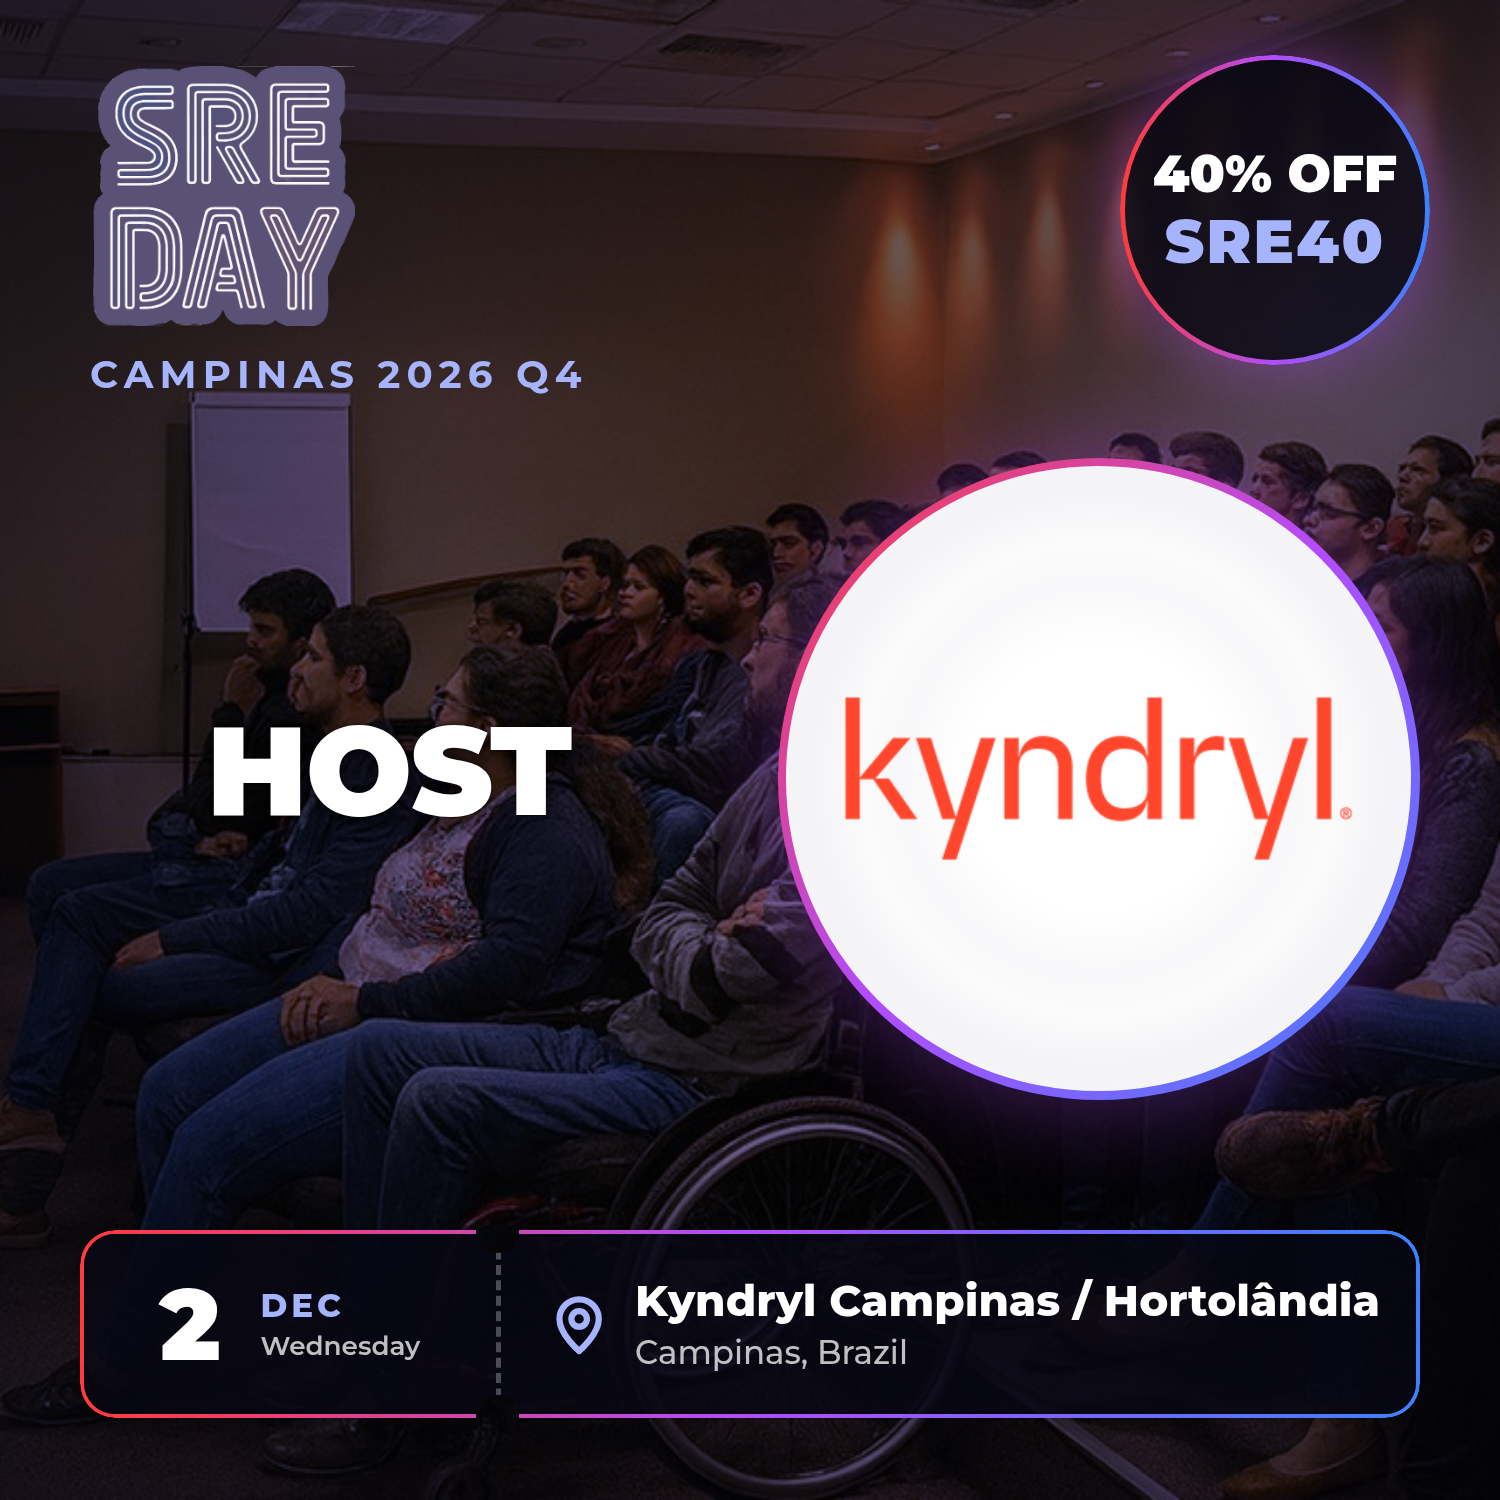 SRE
DAY
CAMPINAS 2026 Q4
40% OFF
SRE40
HOST
kyndryl®
2
DEC
Wednesday
Kyndryl Campinas / Hortolândia
Campinas, Brazil